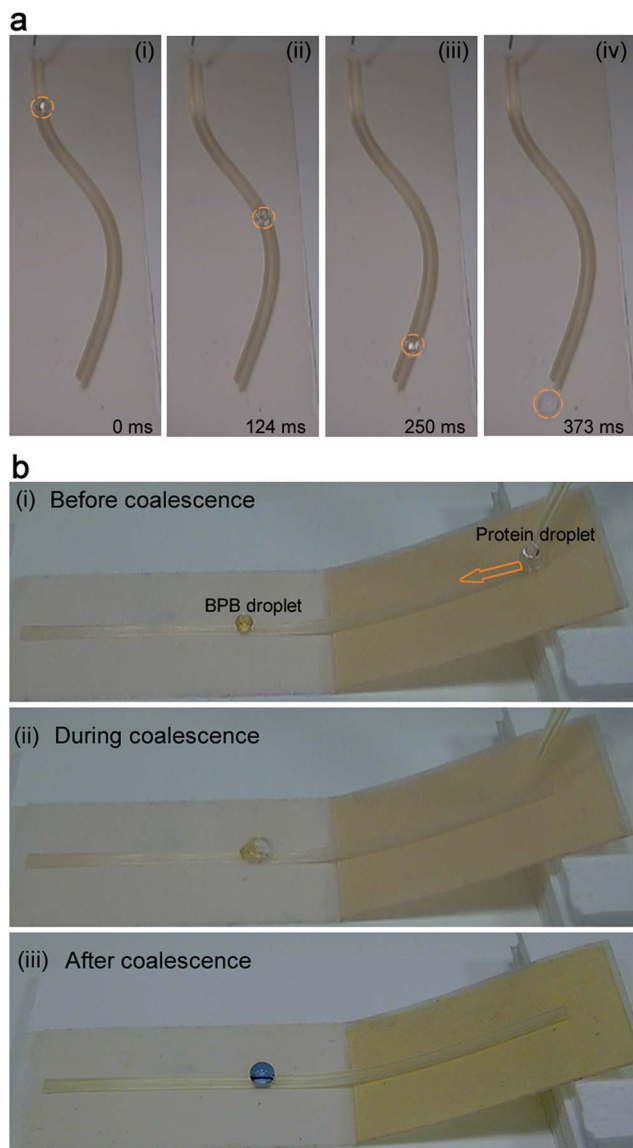 a
(i) (ii) (iii) (iv)
0 ms 124 ms 250 ms 373 ms
b
(i) Before coalescence
Protein droplet
BPB droplet
(ii) During coalescence
(iii) After coalescence